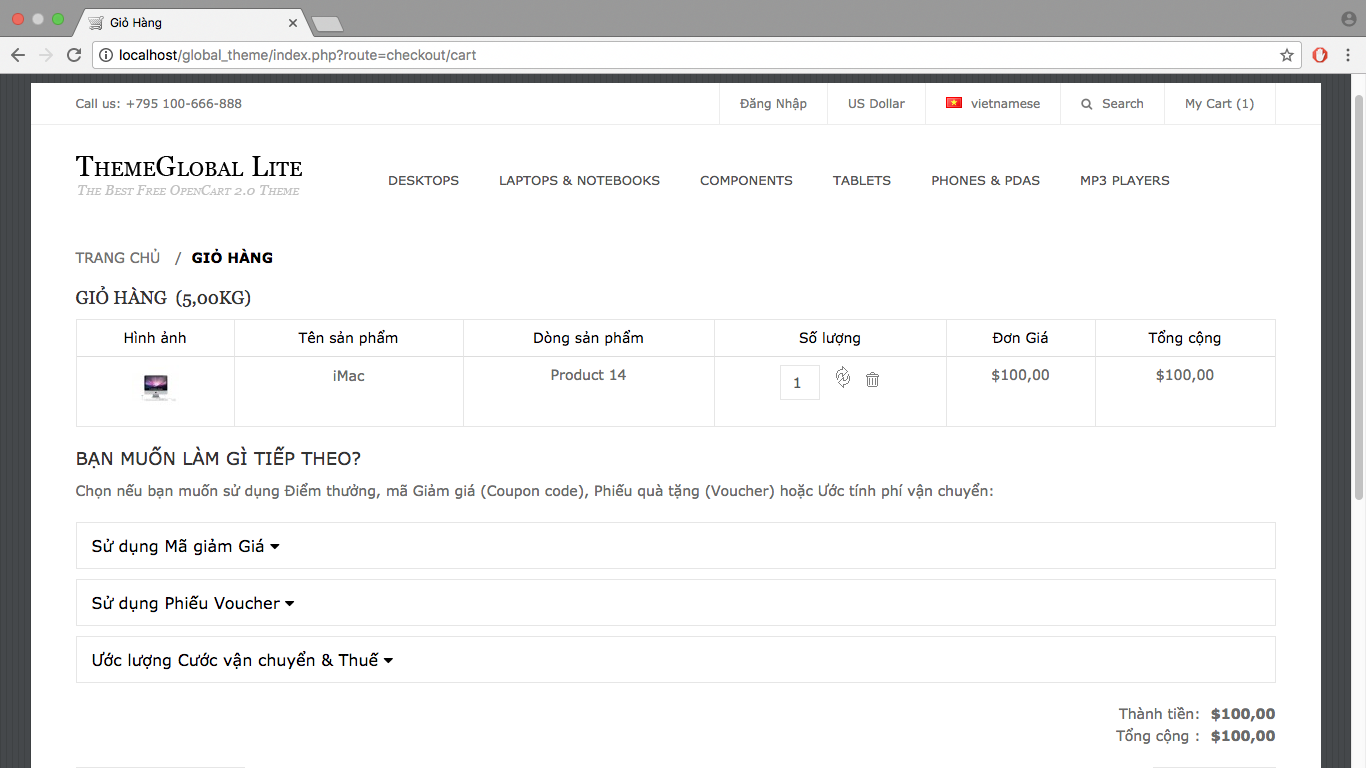 Giỏ Hàng
localhost/global_theme/index.php?route=checkout/cart
Call us: +795 100-666-888
Đăng Nhập
US Dollar
vietnamese
Search
My Cart (1)
ThemeGlobal Lite
The Best Free OpenCart 2.0 Theme
DESKTOPS
LAPTOPS & NOTEBOOKS
COMPONENTS
TABLETS
PHONES & PDAS
MP3 PLAYERS
TRANG CHỦ / GIỎ HÀNG
GIỎ HÀNG (5,00KG)
Hình ảnh
Tên sản phẩm
Dòng sản phẩm
Số lượng
Đơn Giá
Tổng cộng
iMac
Product 14
1
$100,00
$100,00
BẠN MUỐN LÀM GÌ TIẾP THEO?
Chọn nếu bạn muốn sử dụng Điểm thưởng, mã Giảm giá (Coupon code), Phiếu quà tặng (Voucher) hoặc Ước tính phí vận chuyển:
Sử dụng Mã giảm Giá
Sử dụng Phiếu Voucher
Ước lượng Cước vận chuyển & Thuế
Thành tiền: $100,00
Tổng cộng : $100,00